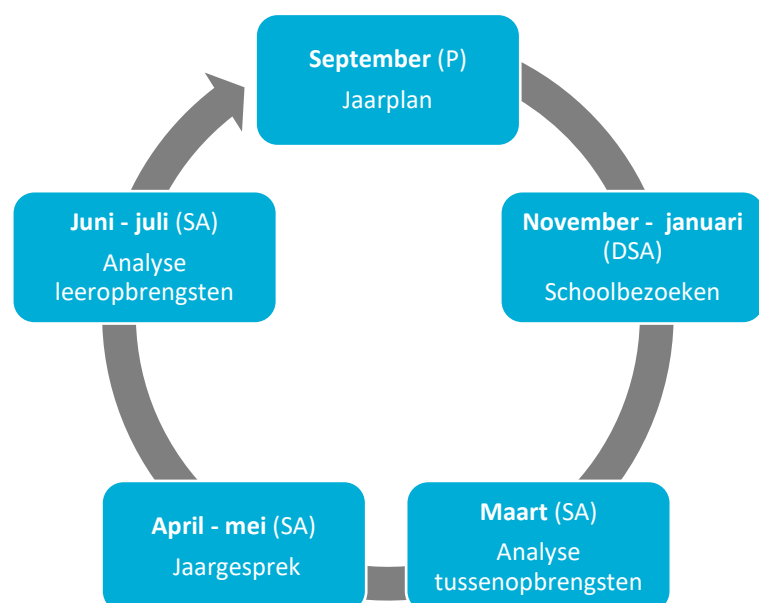 September (P)
Jaarplan
November - januari
(DSA)
Schoolbezoeken
Maart (SA)
Analyse
tussenopbrengsten
April - mei (SA)
Jaargesprek
Juni - juli (SA)
Analyse
leeropbrengsten